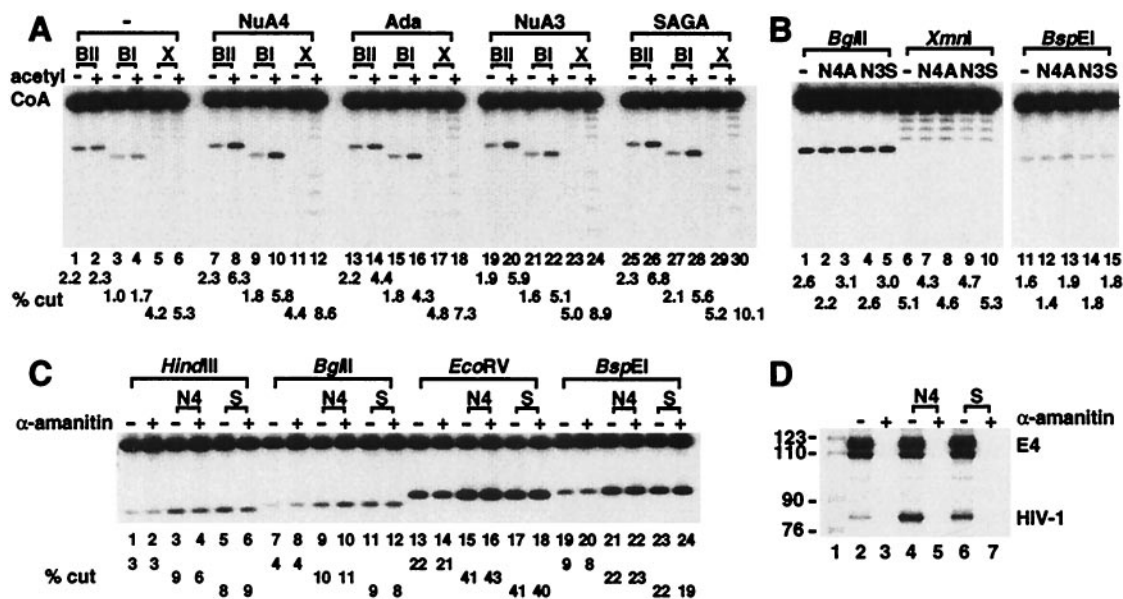 A
- NuA4 Ada NuA3 SAGA
BII BI X BII BI X BII BI X BII BI X BII BI X
acetyl - + - + - + - + - + - + - + - + - + - + - + - + - + - + - +
CoA
1 2 3 4 5 6 7 8 9 10 11 12 13 14 15 16 17 18 19 20 21 22 23 24 25 26 27 28 29 30
2.2 2.3 2.3 6.3 2.2 4.4 1.9 5.9 2.3 6.8
% cut 1.0 1.7 1.8 5.8 1.8 4.3 1.6 5.1 2.1 5.6
4.2 5.3 4.4 8.6 4.8 7.3 5.0 8.9 5.2 10.1
B
BglII XmnI BspEI
- N4A N3S - N4A N3S - N4A N3S
1 2 3 4 5 6 7 8 9 10 11 12 13 14 15
2.6 3.1 3.0 4.3 4.7 1.6 1.9 1.8
2.2 2.6 5.1 4.6 5.3 1.4 1.8
C
HindIII BglII EcoRV BspEI
N4 S N4 S N4 S N4 S
α-amanitin - + - + - + - + - + - + - + - + - + - + - + - +
1 2 3 4 5 6 7 8 9 10 11 12 13 14 15 16 17 18 19 20 21 22 23 24
3 3 4 4 22 21 9 8
% cut 9 6 10 11 41 43 22 23
8 9 9 8 41 40 22 19
D
N4 S
- + - + - + α-amanitin
123 -
110 -
E4
90 -
76 -
HIV-1
1 2 3 4 5 6 7